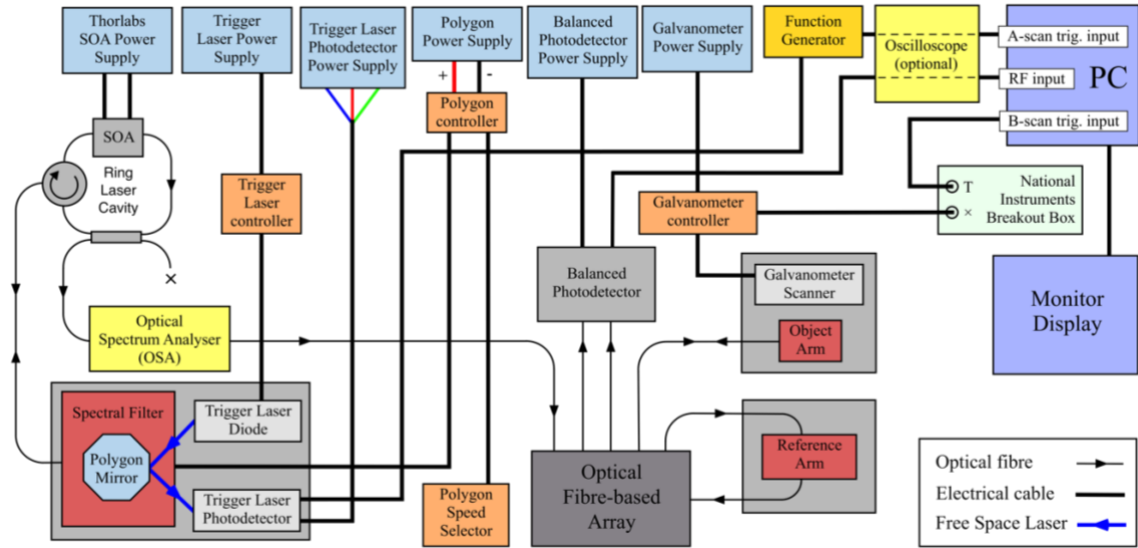 Thorlabs
SOA Power
Supply
Trigger
Laser Power
Supply
Trigger Laser
Photodetector
Power Supply
Polygon
Power Supply
Balanced
Photodetector
Power Supply
Galvanometer
Power Supply
Function
Generator
Oscilloscope
(optional)
A-scan trig. input
RF input
PC
B-scan trig. input
+
-
Polygon
controller
SOA
Ring
Laser
Cavity
Trigger
Laser
controller
Galvanometer
controller
T
×
National
Instruments
Breakout Box
×
Balanced
Photodetector
Galvanometer
Scanner
Object
Arm
Monitor
Display
Optical
Spectrum Analyser
(OSA)
Spectral Filter
Trigger Laser
Diode
Polygon
Mirror
Trigger Laser
Photodetector
Polygon
Speed
Selector
Optical
Fibre-based
Array
Reference
Arm
Optical fibre
Electrical cable
Free Space Laser